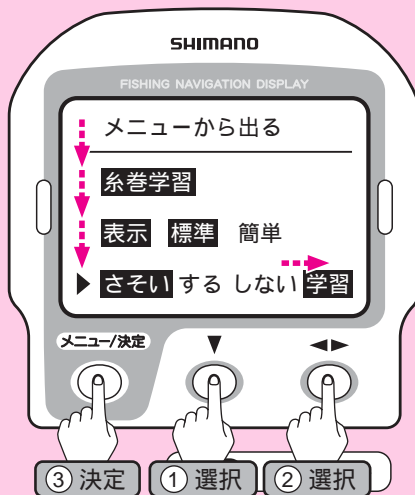 SHIMANO
FISHING NAVIGATION DISPLAY
メニューから出る
糸巻学習
表示 標準 簡単
▶ さそい する しない 学習
メニュー/決定 ▼ ◀▶
③ 決定 ① 選択 ② 選択